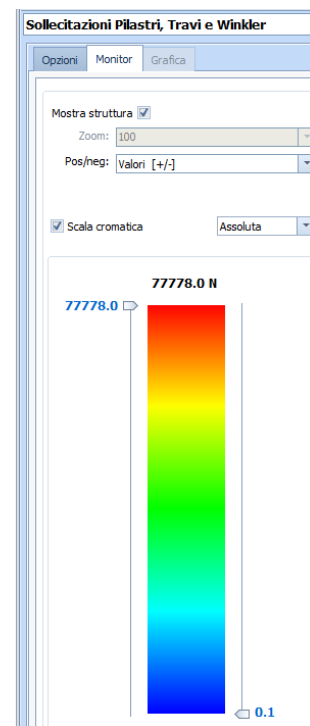 Sollecitazioni Pilastri, Travi e Winkler
Opzioni Monitor Grafica
Mostra struttura
Zoom: 100
Pos/neg: Valori [+/-]
Scala cromatica Assoluta
77778.0 N
77778.0
0.1